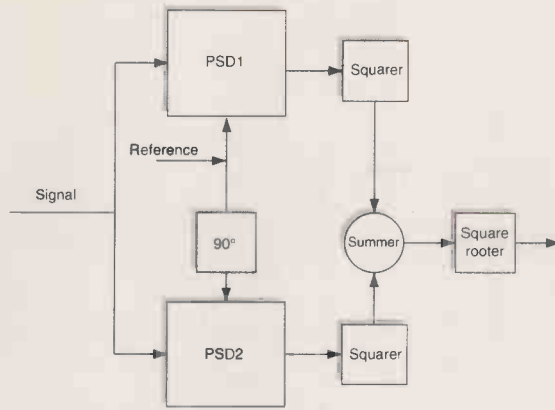 PSD1
Squarer
Reference
Signal
90°
Summer
Square
rooter
PSD2
Squarer